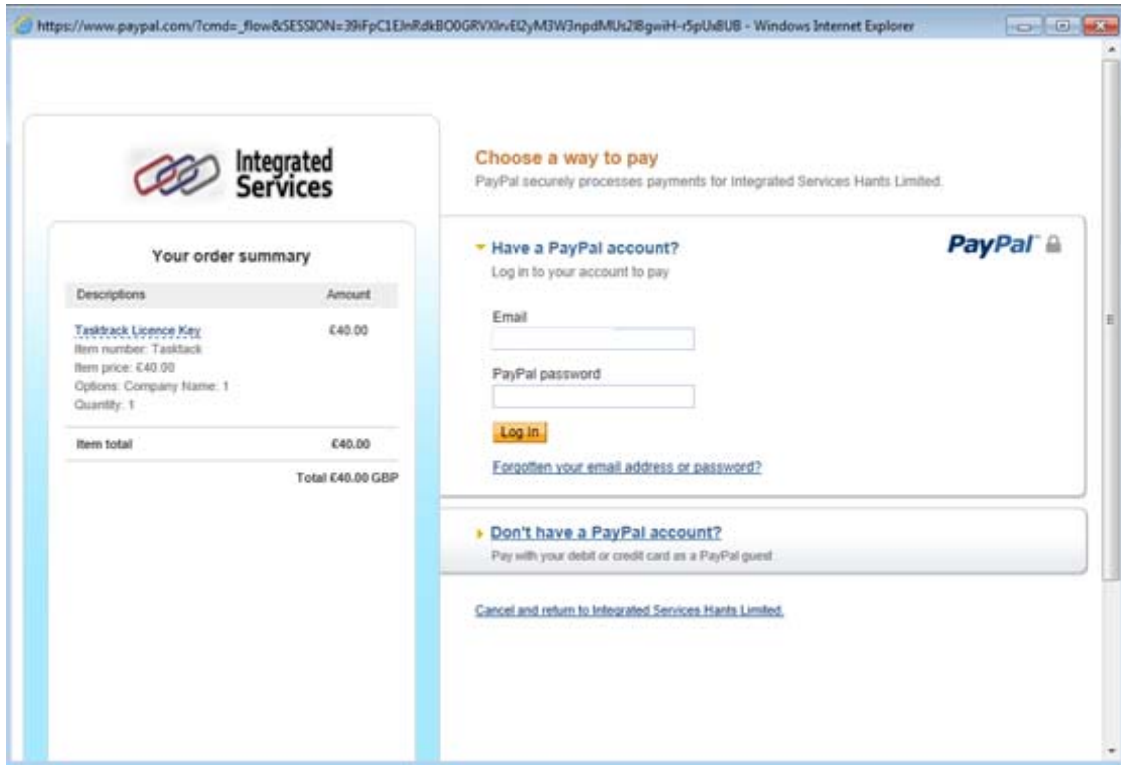 https://www.paypal.com/?cmd=_flow&SESSION= - Windows Internet Explorer
Integrated
Services
Your order summary
Descriptions Amount
Tasktrack Licence Key £40.00
Item number: Tasktack
Item price: £40.00
Options: Company Name: 1
Quantity: 1
Item total £40.00
Total £40.00 GBP
Choose a way to pay
PayPal securely processes payments for Integrated Services Hants Limited.
Have a PayPal account?
PayPal™
Log in to your account to pay
Email
PayPal password
Log In
Forgotten your email address or password?
Don't have a PayPal account?
Pay with your debit or credit card as a PayPal guest
Cancel and return to Integrated Services Hants Limited.